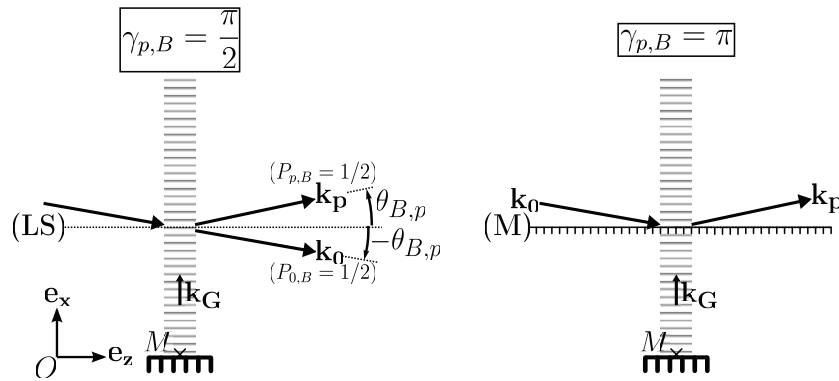 γ_{p,B} = π/2
(P_{p,B} = 1/2)
k_p
θ_{B,p}
(LS)
−θ_{B,p}
k_0
(P_{0,B} = 1/2)
k_G
e_x
M
O
e_z
γ_{p,B} = π
k_0
k_p
(M)
k_G
M